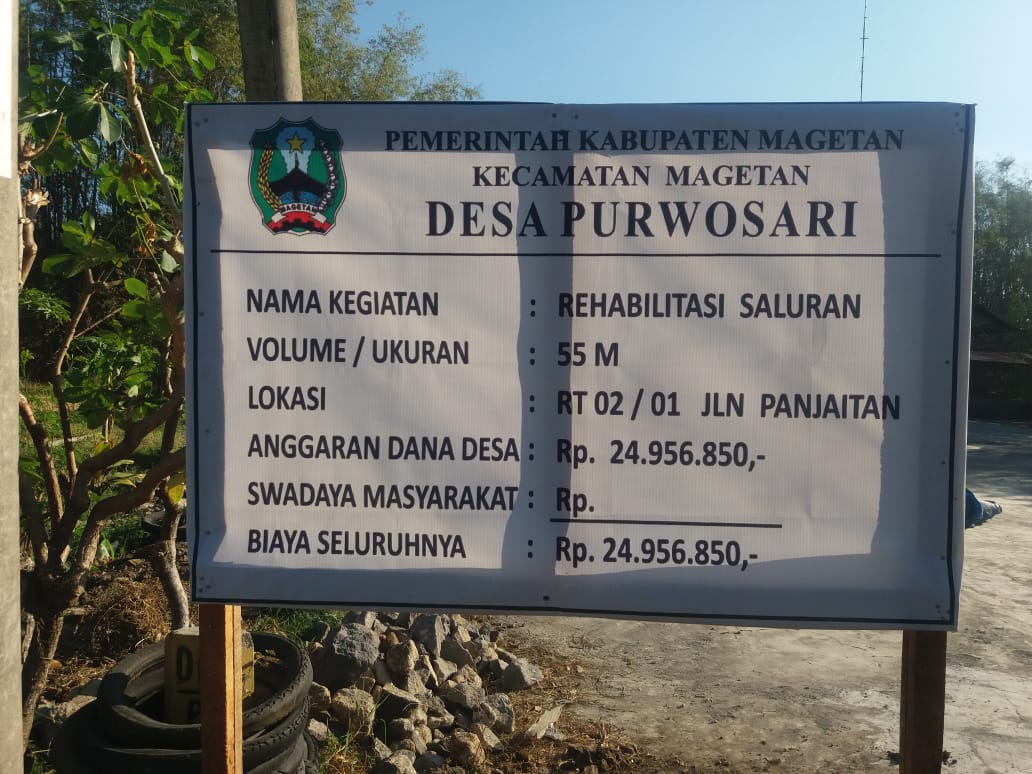 PEMERINTAH KABUPATEN MAGETAN
KECAMATAN MAGETAN
DESA PURWOSARI
MAGETAN
NAMA KEGIATAN : REHABILITASI SALURAN
VOLUME / UKURAN : 55 M
LOKASI : RT 02 / 01 JLN PANJAITAN
ANGGARAN DANA DESA : Rp. 24.956.850,-
SWADAYA MASYARAKAT : Rp.
BIAYA SELURUHNYA : Rp. 24.956.850,-